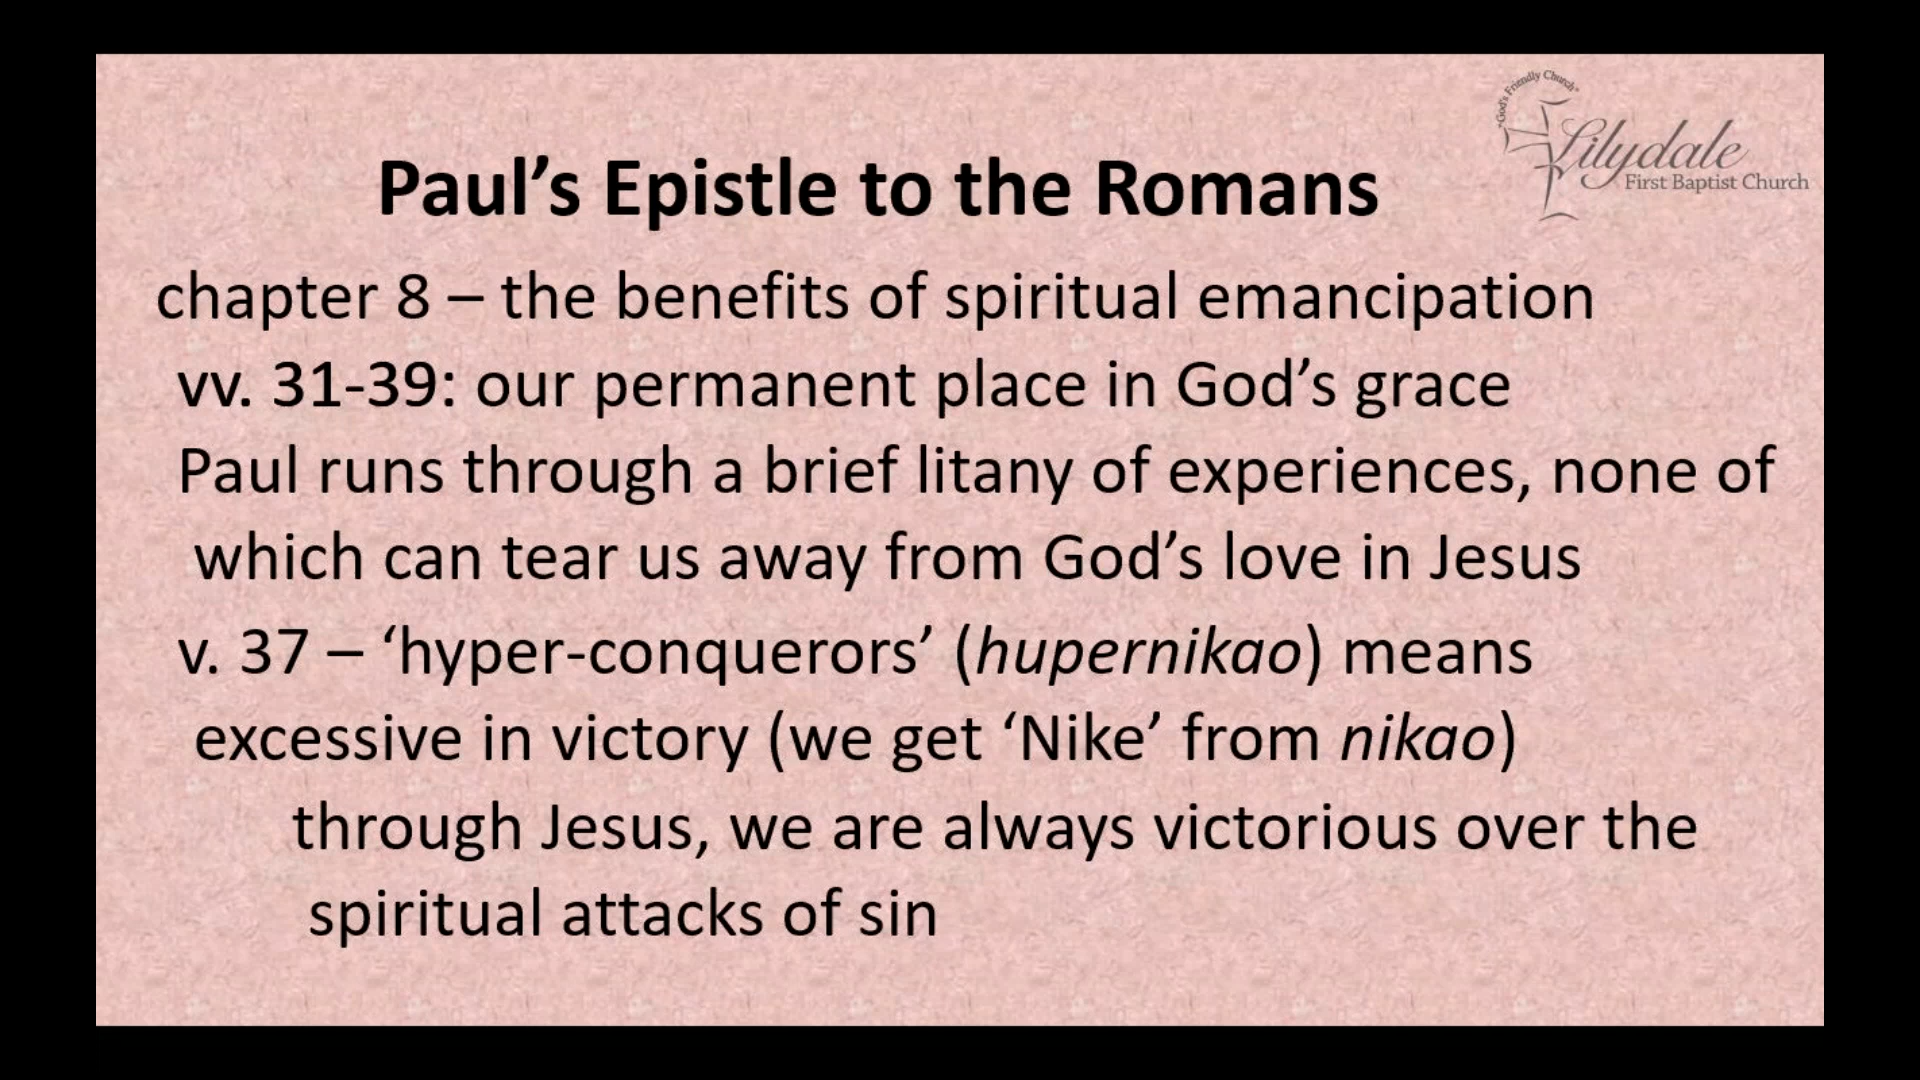 "God's Friendly Church"
Lilydale
First Baptist Church
Paul’s Epistle to the Romans
chapter 8 – the benefits of spiritual emancipation
vv. 31-39: our permanent place in God’s grace
Paul runs through a brief litany of experiences, none of
which can tear us away from God’s love in Jesus
v. 37 – ‘hyper-conquerors’ (hupernikao) means
excessive in victory (we get ‘Nike’ from nikao)
through Jesus, we are always victorious over the
spiritual attacks of sin